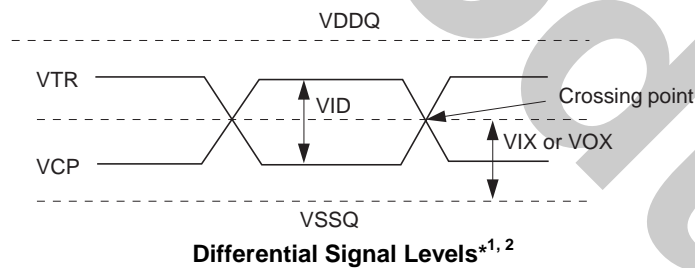 VDDQ
VTR
VID
Crossing point
VIX or VOX
VCP
VSSQ
Differential Signal Levels*1, 2